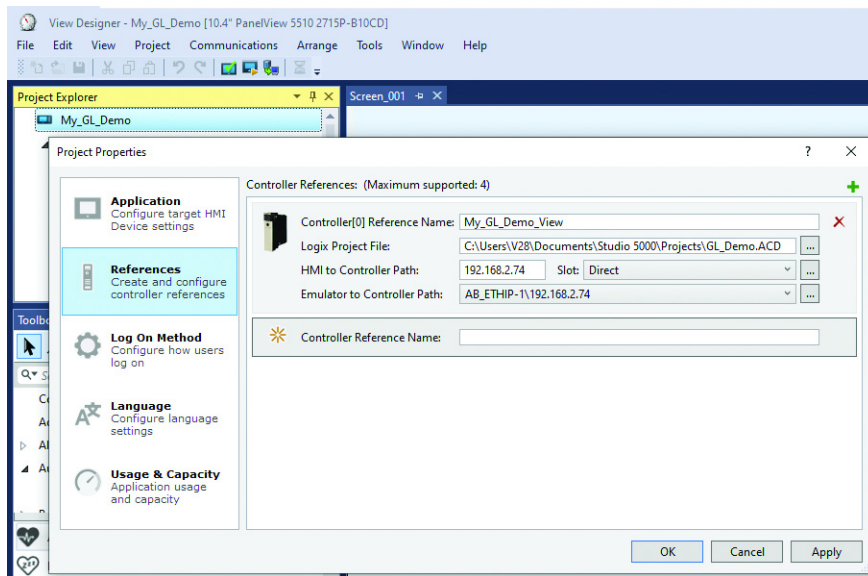 View Designer - My_GL_Demo [10.4" PanelView 5510 2715P-B10CD]
File Edit View Project Communications Arrange Tools Window Help
Project Explorer
Screen_001
My_GL_Demo
Project Properties
?
Application
Configure target HMI
Device settings
References
Create and configure
controller references
Log On Method
Configure how users
log on
Language
Configure language
settings
Usage & Capacity
Application usage
and capacity
Controller References: (Maximum supported: 4)
Controller[0] Reference Name: My_GL_Demo_View
Logix Project File: C:\Users\V28\Documents\Studio 5000\Projects\GL_Demo.ACD ...
HMI to Controller Path: 192.168.2.74 Slot: Direct ...
Emulator to Controller Path: AB_ETHIP-1\192.168.2.74 ...
Controller Reference Name:
OK Cancel Apply